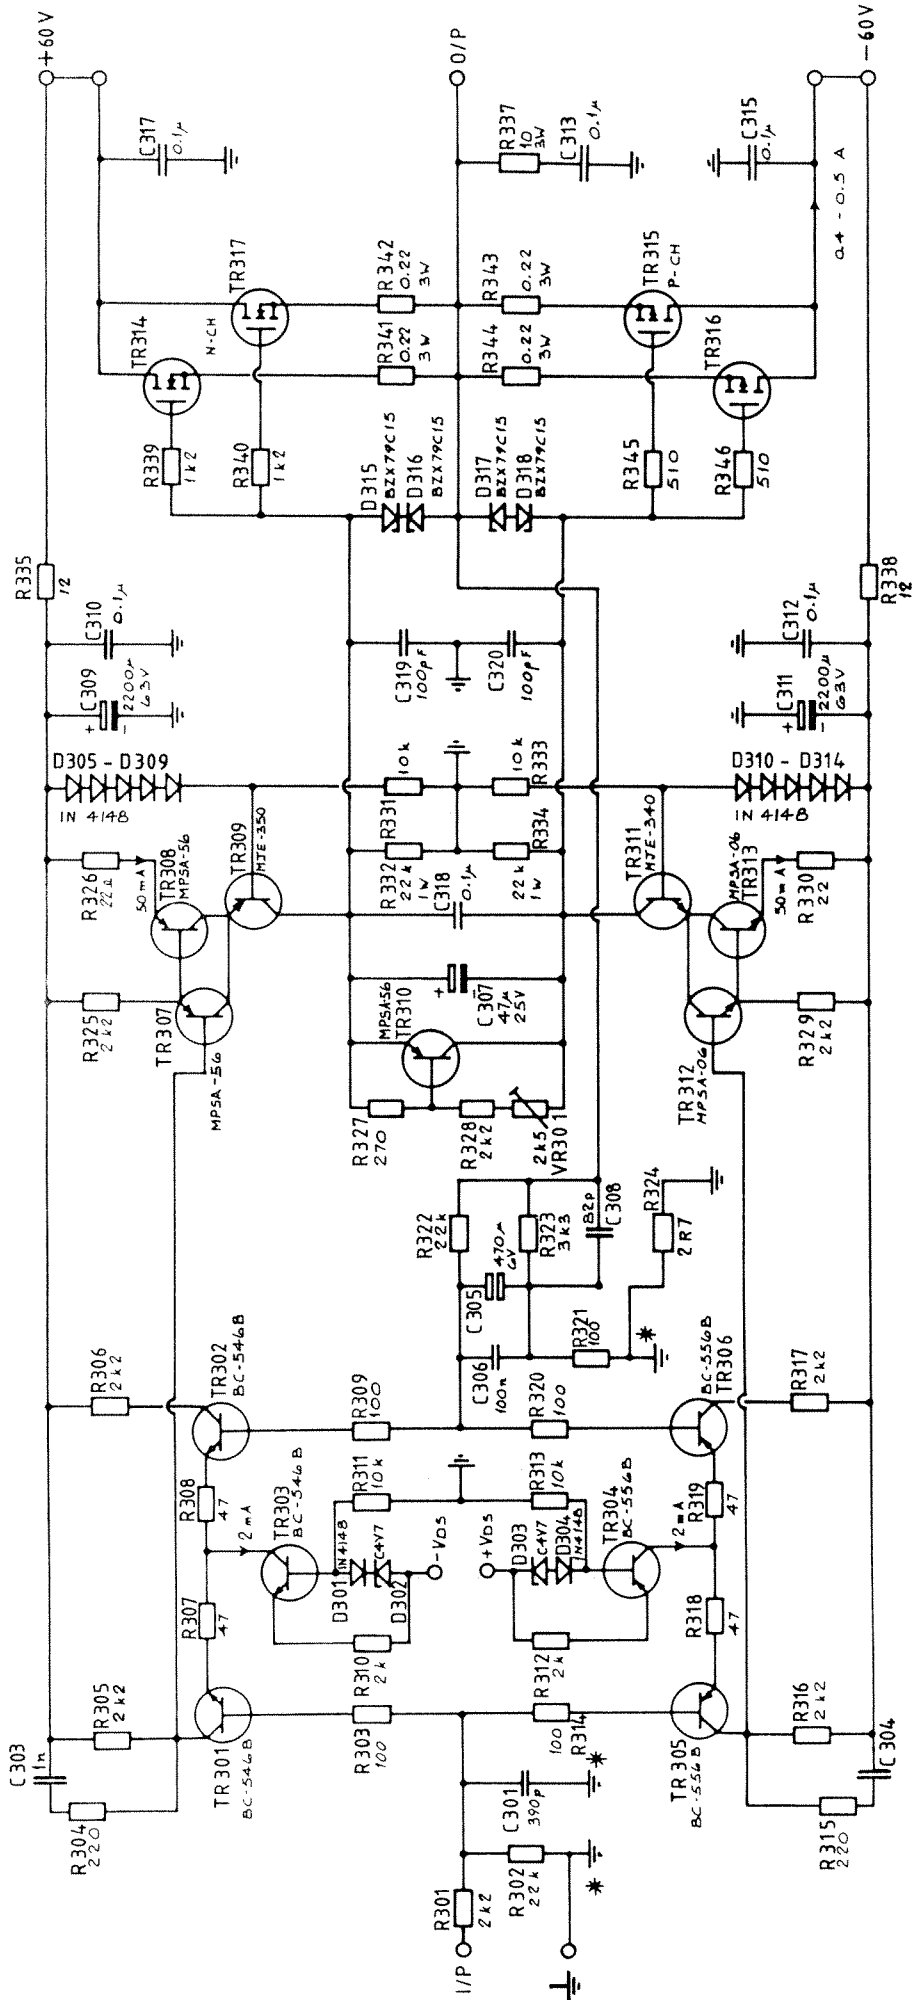 +60V
-60V
O/P
C317
0.1µ
R337
10
3W
C313
0.1µ
C315
0.1µ
0.4 - 0.5 A
TR317
N-CH
TR314
R342
0.22
3W
R341
0.22
3W
R343
0.22
3W
R344
0.22
3W
TR315
P-CH
TR316
R339
1k2
R340
1k2
D315
BZX79C15
D316
BZX79C15
D317
BZX79C15
D318
BZX79C15
R345
510
R346
510
R335
12
R338
12
C310
0.1µ
C309
+
-
2200µ
63V
C319
100pF
C320
100pF
C312
0.1µ
C311
+
-
2200µ
63V
D305 - D309
1N 4148
D310 - D314
1N 4148
R331
10k
R333
10k
R332
22k
1W
R334
22k
1W
C318
0.1µ
R326
22Ω
50mA
TR308
MPSA-56
TR309
MJE-350
TR311
MJE-340
MPSA-06
TR313
50mA
R330
22
R325
2k2
TR307
MPSA-56
MPSA-56
TR310
+
C307
47µ
25V
R327
270
R328
2k2
2k5
VR301
TR312
MPSA-06
R329
2k2
R322
22k
C305
470µ
6V
R323
3k3
82p
C308
R324
2R7
R321
100
*
C306
100n
R306
2k2
TR302
BC-546B
R309
100
R320
100
BC-556B
TR306
R317
2k2
R308
47
2mA
TR303
BC-546B
R311
10k
R313
10k
TR304
BC-556B
2mA
R319
47
D301
1N4148
C4V7
D302
-VDS
+VDS
D303
C4V7
D304
1N4148
R307
47
R310
2k
R312
2k
R318
47
R305
2k2
C303
1n
R304
220
TR301
BC-546B
R303
100
100
R314
TR305
BC-556B
R316
2k2
C304
R315
220
C301
390p
*
R302
22k
*
R301
2k2
I/P